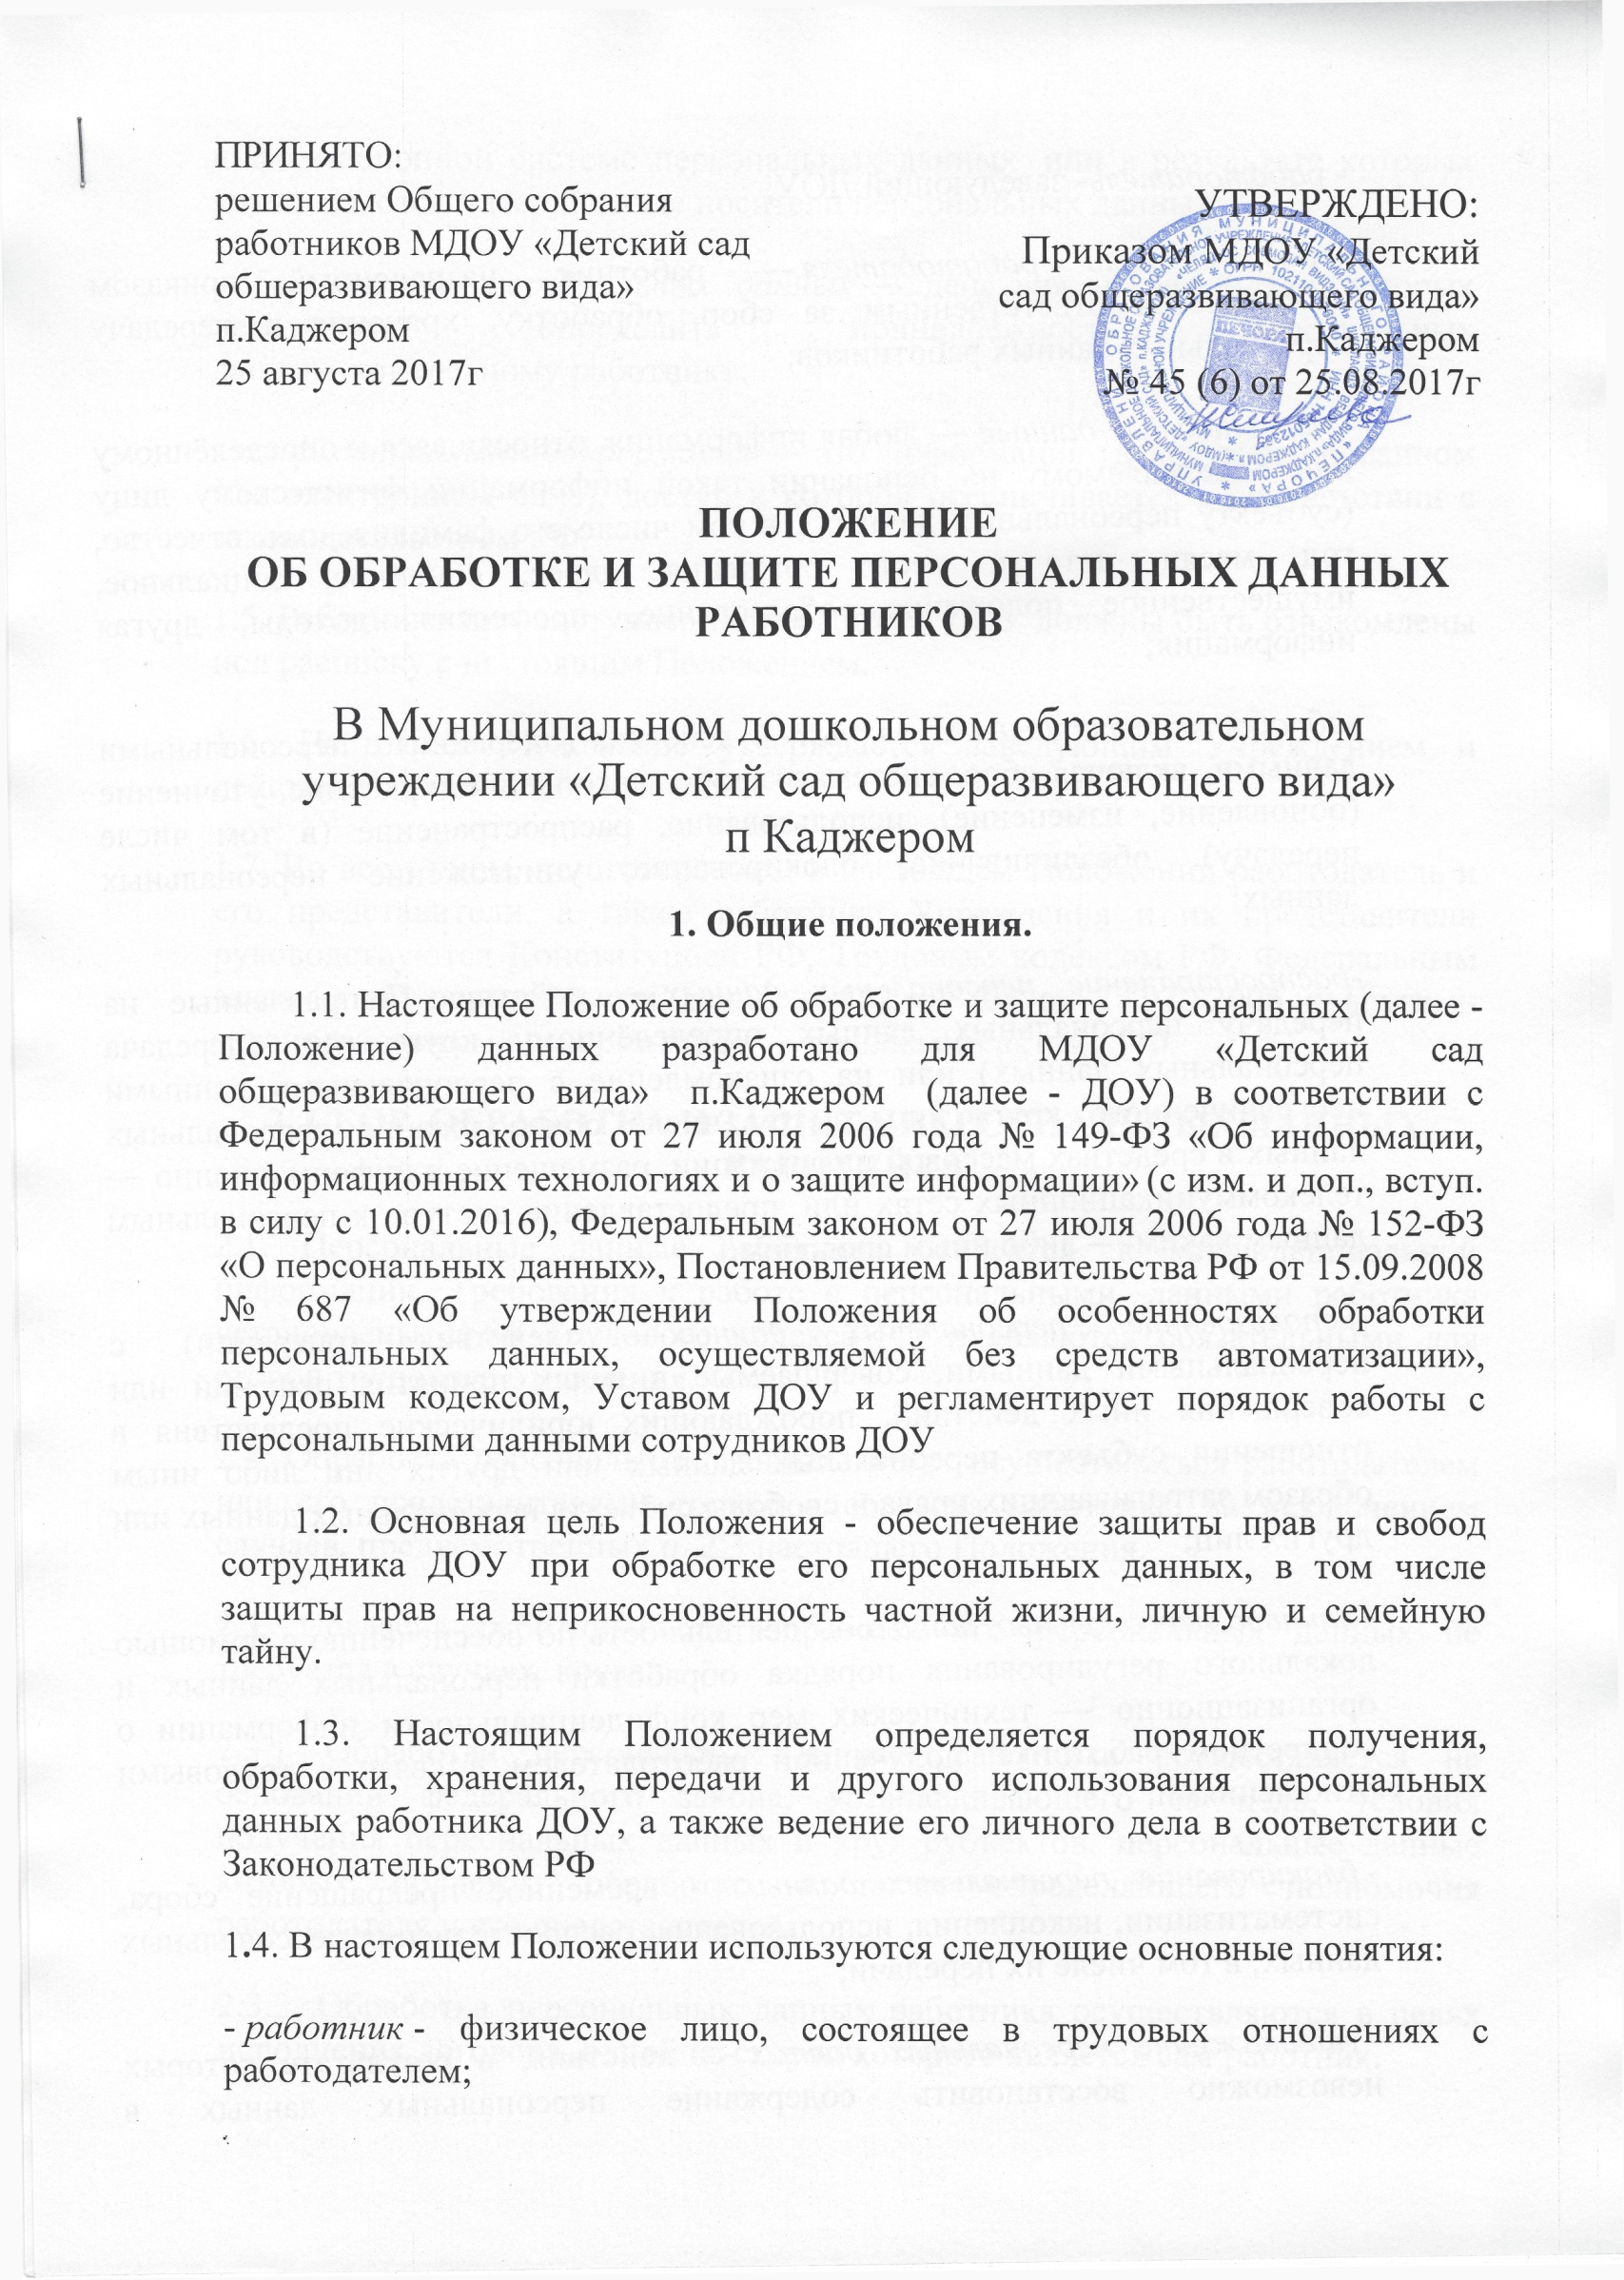 ПРИНЯТО:
решением Общего собрания
работников МДОУ «Детский сад
обшеразвивающего вида»
п.Каджером
25 августа 2017г
УТВЕРЖДЕНО:
Приказом МДОУ «Детский
сад общеразвивающего вида»
п.Каджером
№ 45 (6) от 25.08.2017г
ПЕЧОРА
ПОЛОЖЕНИЕ
ОБ ОБРАБОТКЕ И ЗАЩИТЕ ПЕРСОНАЛЬНЫХ ДАННЫХ
РАБОТНИКОВ
В Муниципальном дошкольном образовательном
учреждении «Детский сад общеразвивающего вида»
п Каджером
1. Общие положения.
1.1. Настоящее Положение об обработке и защите персональных (далее -
Положение) данных разработано для МДОУ «Детский сад
общеразвивающего вида» п.Каджером (далее - ДОУ) в соответствии с
Федеральным законом от 27 июля 2006 года № 149-ФЗ «Об информации,
информационных технологиях и о защите информации» (с изм. и доп., вступ.
в силу с 10.01.2016), Федеральным законом от 27 июля 2006 года № 152-ФЗ
«О персональных данных», Постановлением Правительства РФ от 15.09.2008
№ 687 «Об утверждении Положения об особенностях обработки
персональных данных, осуществляемой без средств автоматизации»,
Трудовым кодексом, Уставом ДОУ и регламентирует порядок работы с
персональными данными сотрудников ДОУ
1.2. Основная цель Положения - обеспечение защиты прав и свобод
сотрудника ДОУ при обработке его персональных данных, в том числе
защиты прав на неприкосновенность частной жизни, личную и семейную
тайну.
1.3. Настоящим Положением определяется порядок получения,
обработки, хранения, передачи и другого использования персональных
данных работника ДОУ, а также ведение его личного дела в соответствии с
Законодательством РФ
1.4. В настоящем Положении используются следующие основные понятия:
- работник - физическое лицо, состоящее в трудовых отношениях с
работодателем;